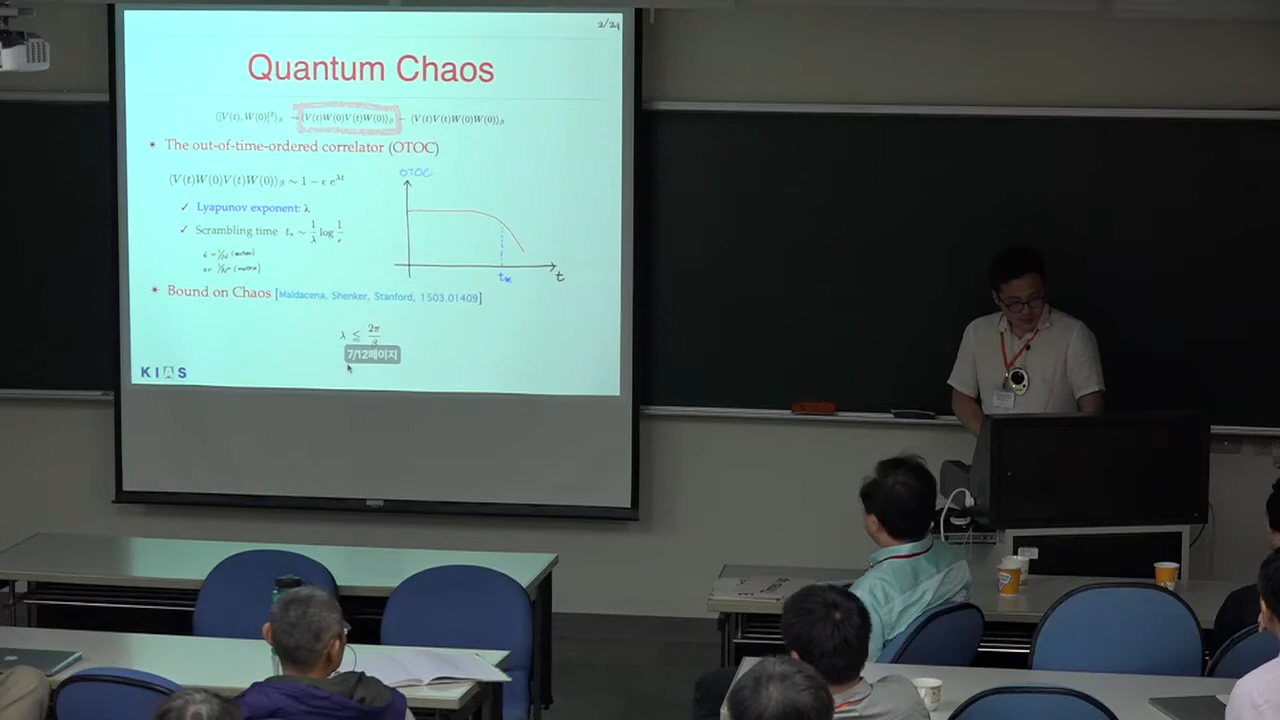 2/24
Quantum Chaos
⟨[V(t), W(0)]²⟩β ∼ ⟨V(t)W(0)V(t)W(0)⟩β − ⟨V(t)V(t)W(0)W(0)⟩β
* The out-of-time-ordered correlator (OTOC)
⟨V(t)W(0)V(t)W(0)⟩β ∼ 1 − ϵ e^{λt}
OTOC
✓ Lyapunov exponent: λ
✓ Scrambling time t* ∼ 1/λ log 1/ϵ
t*
t
* Bound on Chaos [Maldacena, Shenker, Stanford, 1503.01409]
λ ≤ 2π/β
7/12페이지
KIAS